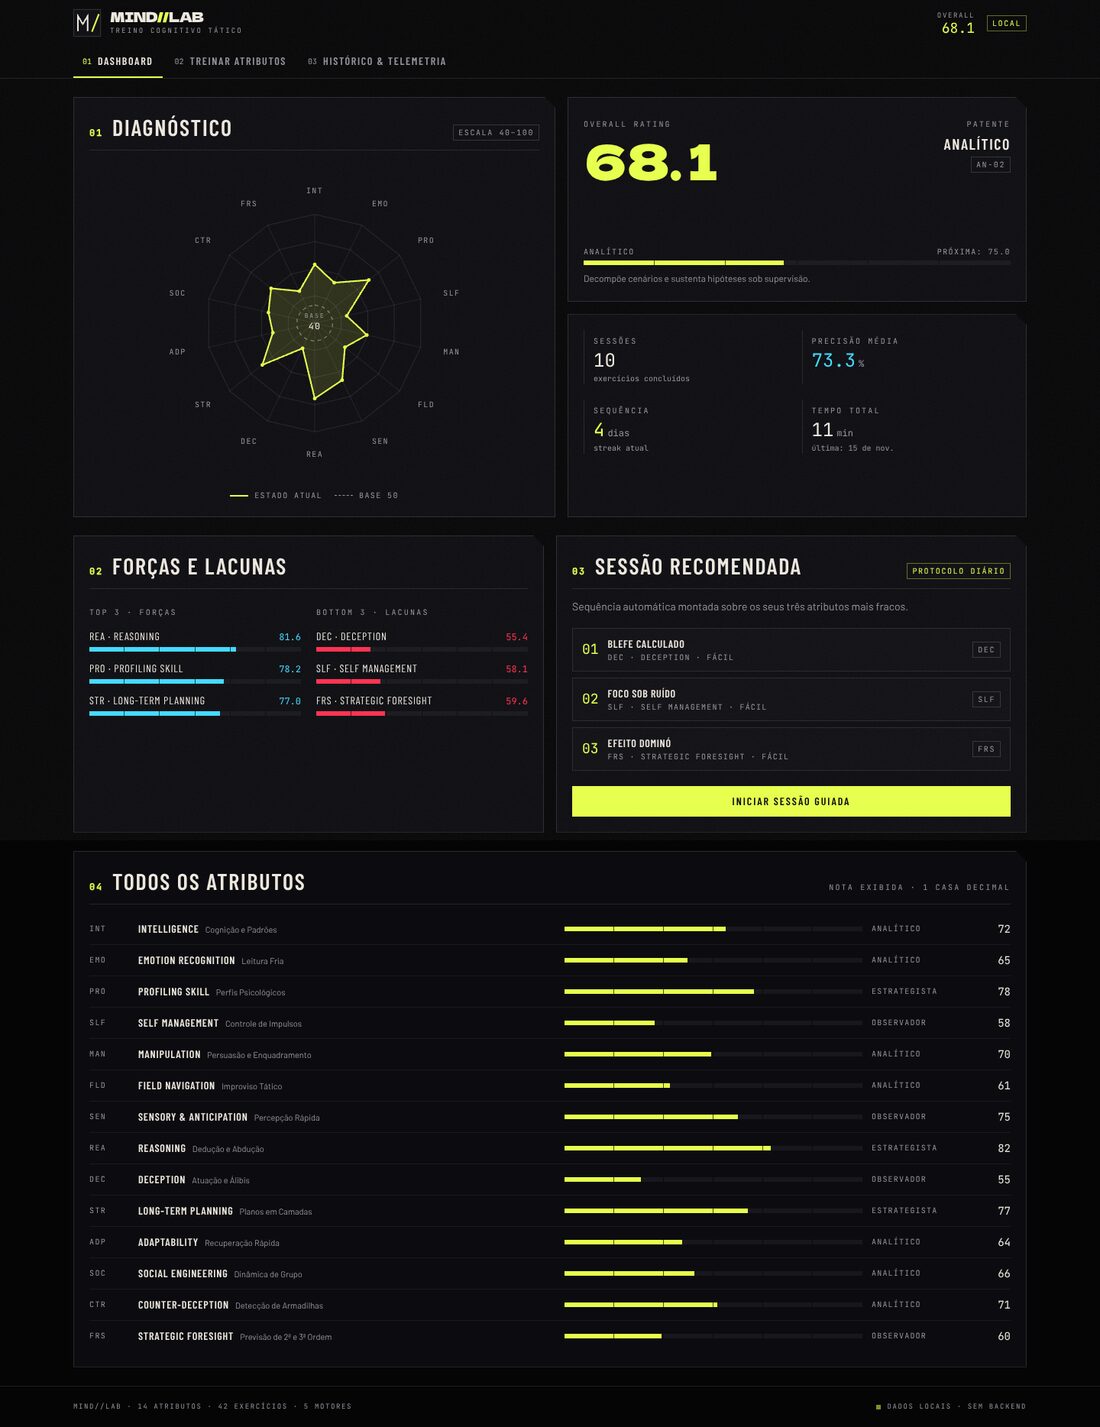 M/
MIND//LAB
TREINO COGNITIVO TÁTICO
OVERALL
68.1
LOCAL
01 DASHBOARD
02 TREINAR ATRIBUTOS
03 HISTÓRICO & TELEMETRIA
01 DIAGNÓSTICO
ESCALA 40–100
INT
EMO
PRO
SLF
MAN
FLD
SEN
REA
DEC
STR
ADP
SOC
CTR
FRS
BASE
40
ESTADO ATUAL
BASE 50
OVERALL RATING
68.1
PATENTE
ANALÍTICO
AN-02
ANALÍTICO
PRÓXIMA: 75.0
Decompõe cenários e sustenta hipóteses sob supervisão.
SESSÕES
10
exercícios concluídos
PRECISÃO MÉDIA
73.3 %
SEQUÊNCIA
4 dias
streak atual
TEMPO TOTAL
11 min
última: 15 de nov.
02 FORÇAS E LACUNAS
TOP 3 · FORÇAS
REA · REASONING 81.6
PRO · PROFILING SKILL 78.2
STR · LONG-TERM PLANNING 77.0
BOTTOM 3 · LACUNAS
DEC · DECEPTION 55.4
SLF · SELF MANAGEMENT 58.1
FRS · STRATEGIC FORESIGHT 59.6
03 SESSÃO RECOMENDADA
PROTOCOLO DIÁRIO
Sequência automática montada sobre os seus três atributos mais fracos.
01 BLEFE CALCULADO
DEC · DECEPTION · FÁCIL
DEC
02 FOCO SOB RUÍDO
SLF · SELF MANAGEMENT · FÁCIL
SLF
03 EFEITO DOMINÓ
FRS · STRATEGIC FORESIGHT · FÁCIL
FRS
INICIAR SESSÃO GUIADA
04 TODOS OS ATRIBUTOS
NOTA EXIBIDA · 1 CASA DECIMAL
INT INTELLIGENCE Cognição e Padrões ANALÍTICO 72
EMO EMOTION RECOGNITION Leitura Fria ANALÍTICO 65
PRO PROFILING SKILL Perfis Psicológicos ESTRATEGISTA 78
SLF SELF MANAGEMENT Controle de Impulsos OBSERVADOR 58
MAN MANIPULATION Persuasão e Enquadramento ANALÍTICO 70
FLD FIELD NAVIGATION Improviso Tático ANALÍTICO 61
SEN SENSORY & ANTICIPATION Percepção Rápida OBSERVADOR 75
REA REASONING Dedução e Abdução ESTRATEGISTA 82
DEC DECEPTION Atuação e Álibis OBSERVADOR 55
STR LONG-TERM PLANNING Planos em Camadas ESTRATEGISTA 77
ADP ADAPTABILITY Recuperação Rápida ANALÍTICO 64
SOC SOCIAL ENGINEERING Dinâmica de Grupo ANALÍTICO 66
CTR COUNTER-DECEPTION Detecção de Armadilhas ANALÍTICO 71
FRS STRATEGIC FORESIGHT Previsão de 2ª e 3ª Ordem OBSERVADOR 60
MIND//LAB · 14 ATRIBUTOS · 42 EXERCÍCIOS · 5 MOTORES
DADOS LOCAIS · SEM BACKEND